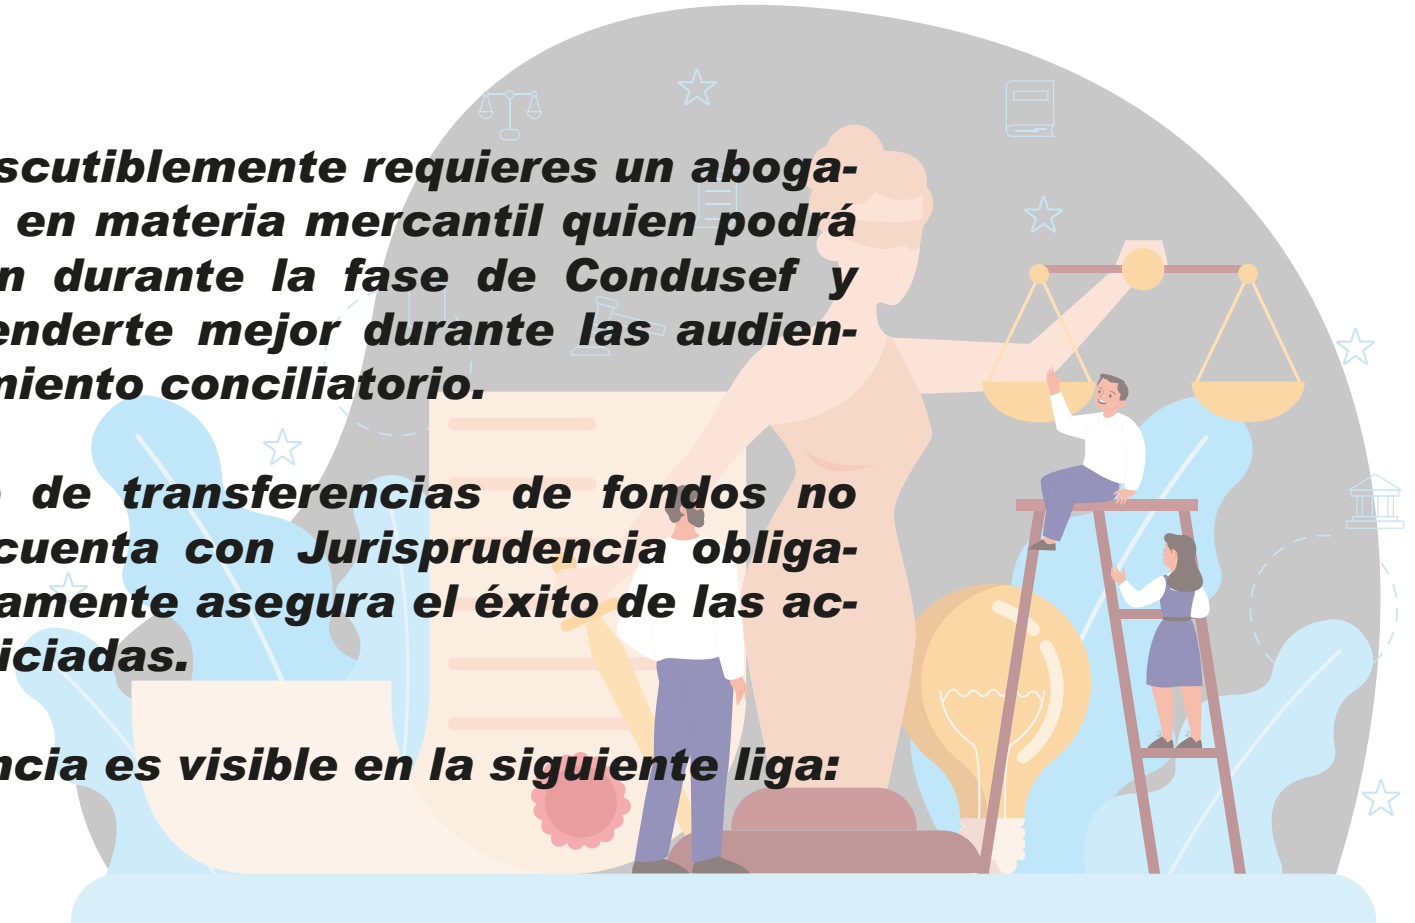 scutiblemente requieres un aboga-
en materia mercantil quien podrá
n durante la fase de Condusef y
enderte mejor durante las audien-
miento conciliatorio.
de transferencias de fondos no
cuenta con Jurisprudencia obliga-
amente asegura el éxito de las ac-
iciadas.
ncia es visible en la siguiente liga: